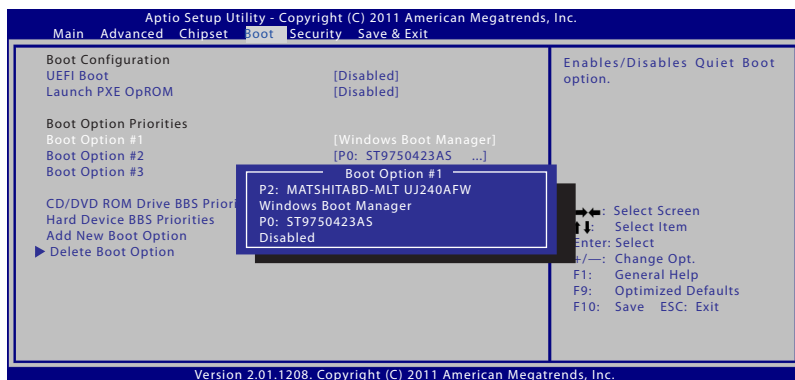 Aptio Setup Utility - Copyright (C) 2011 American Megatrends, Inc.
Main Advanced Chipset Boot Security Save & Exit
Boot Configuration
UEFI Boot [Disabled]
Launch PXE OpROM [Disabled]
Boot Option Priorities
Boot Option #1 [Windows Boot Manager]
Boot Option #2 [P0: ST9750423AS ...]
Boot Option #3
CD/DVD ROM Drive BBS Priori
Hard Device BBS Priorities
Add New Boot Option
Delete Boot Option
Boot Option #1
P2: MATSHITABD-MLT UJ240AFW
Windows Boot Manager
P0: ST9750423AS
Disabled
Enables/Disables Quiet Boot
option.
→←: Select Screen
↑↓: Select Item
Enter: Select
+/—: Change Opt.
F1: General Help
F9: Optimized Defaults
F10: Save ESC: Exit
Version 2.01.1208. Copyright (C) 2011 American Megatrends, Inc.